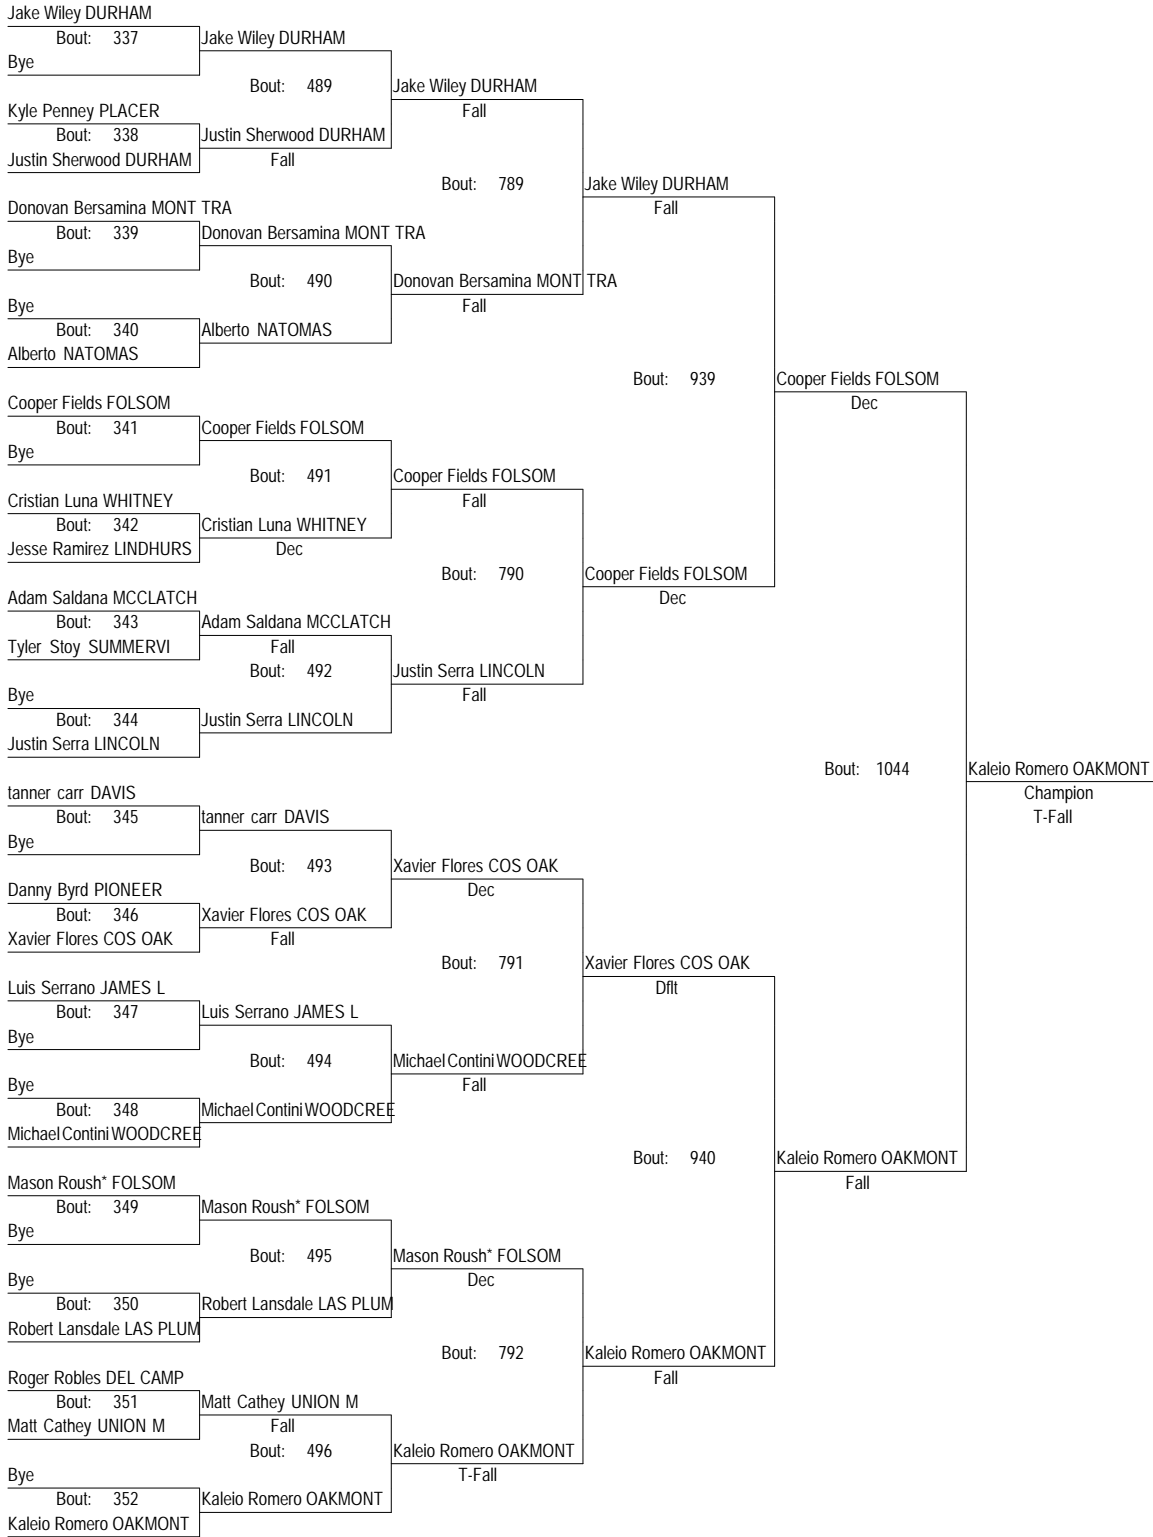 Jake Wiley DURHAM
Bout: 337 Jake Wiley DURHAM
Bye
Bout: 489 Jake Wiley DURHAM
Kyle Penney PLACER Fall
Bout: 338 Justin Sherwood DURHAM
Justin Sherwood DURHAM Fall
Bout: 789 Jake Wiley DURHAM
Donovan Bersamina MONT TRA Fall
Bout: 339 Donovan Bersamina MONT TRA
Bye
Bout: 490 Donovan Bersamina MONT TRA
Bye Fall
Bout: 340 Alberto NATOMAS
Alberto NATOMAS
Bout: 939 Cooper Fields FOLSOM
Cooper Fields FOLSOM Dec
Bout: 341 Cooper Fields FOLSOM
Bye
Bout: 491 Cooper Fields FOLSOM
Cristian Luna WHITNEY Fall
Bout: 342 Cristian Luna WHITNEY
Jesse Ramirez LINDHURS Dec
Bout: 790 Cooper Fields FOLSOM
Adam Saldana MCCLATCH Dec
Bout: 343 Adam Saldana MCCLATCH
Tyler Stoy SUMMERVI Fall
Bout: 492 Justin Serra LINCOLN
Bye Fall
Bout: 344 Justin Serra LINCOLN
Justin Serra LINCOLN
Bout: 1044 Kaleio Romero OAKMONT
tanner carr DAVIS Champion
Bout: 345 tanner carr DAVIS T-Fall
Bye
Bout: 493 Xavier Flores COS OAK
Danny Byrd PIONEER Dec
Bout: 346 Xavier Flores COS OAK
Xavier Flores COS OAK Fall
Bout: 791 Xavier Flores COS OAK
Luis Serrano JAMES L Dflt
Bout: 347 Luis Serrano JAMES L
Bye
Bout: 494 Michael Contini WOODCREE
Bye Fall
Bout: 348 Michael Contini WOODCREE
Michael Contini WOODCREE
Bout: 940 Kaleio Romero OAKMONT
Mason Roush* FOLSOM Fall
Bout: 349 Mason Roush* FOLSOM
Bye
Bout: 495 Mason Roush* FOLSOM
Bye Dec
Bout: 350 Robert Lansdale LAS PLUM
Robert Lansdale LAS PLUM
Bout: 792 Kaleio Romero OAKMONT
Roger Robles DEL CAMP Fall
Bout: 351 Matt Cathey UNION M
Matt Cathey UNION M Fall
Bout: 496 Kaleio Romero OAKMONT
Bye T-Fall
Bout: 352 Kaleio Romero OAKMONT
Kaleio Romero OAKMONT